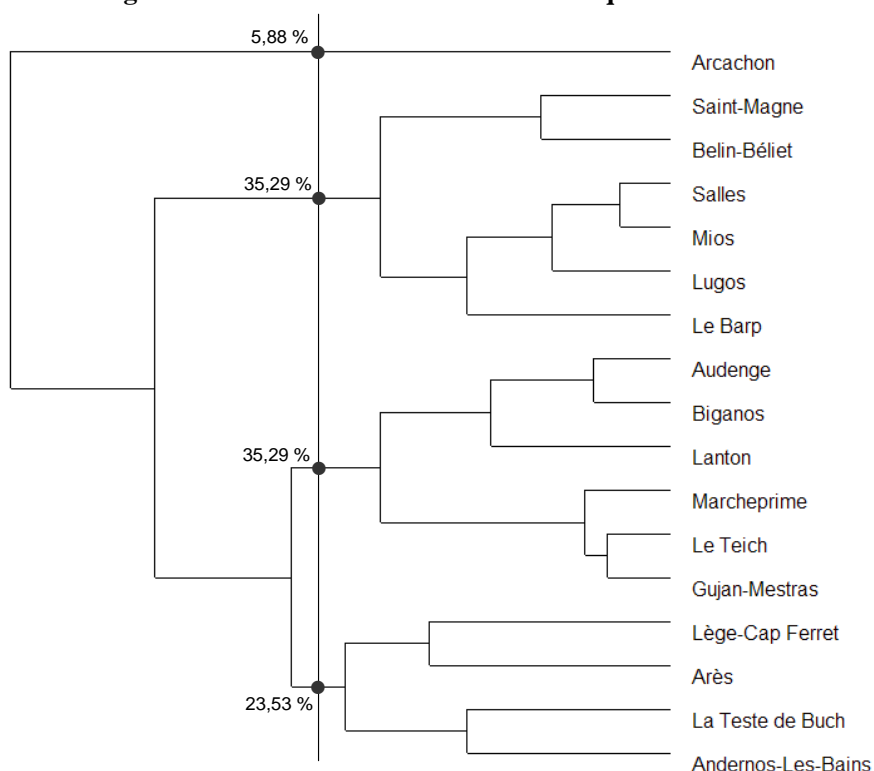 5,88 %
Arcachon
Saint-Magne
Belin-Béliet
35,29 %
Salles
Mios
Lugos
Le Barp
Audenge
Biganos
35,29 %
Lanton
Marcheprime
Le Teich
Gujan-Mestras
Lège-Cap Ferret
Arès
23,53 %
La Teste de Buch
Andernos-Les-Bains